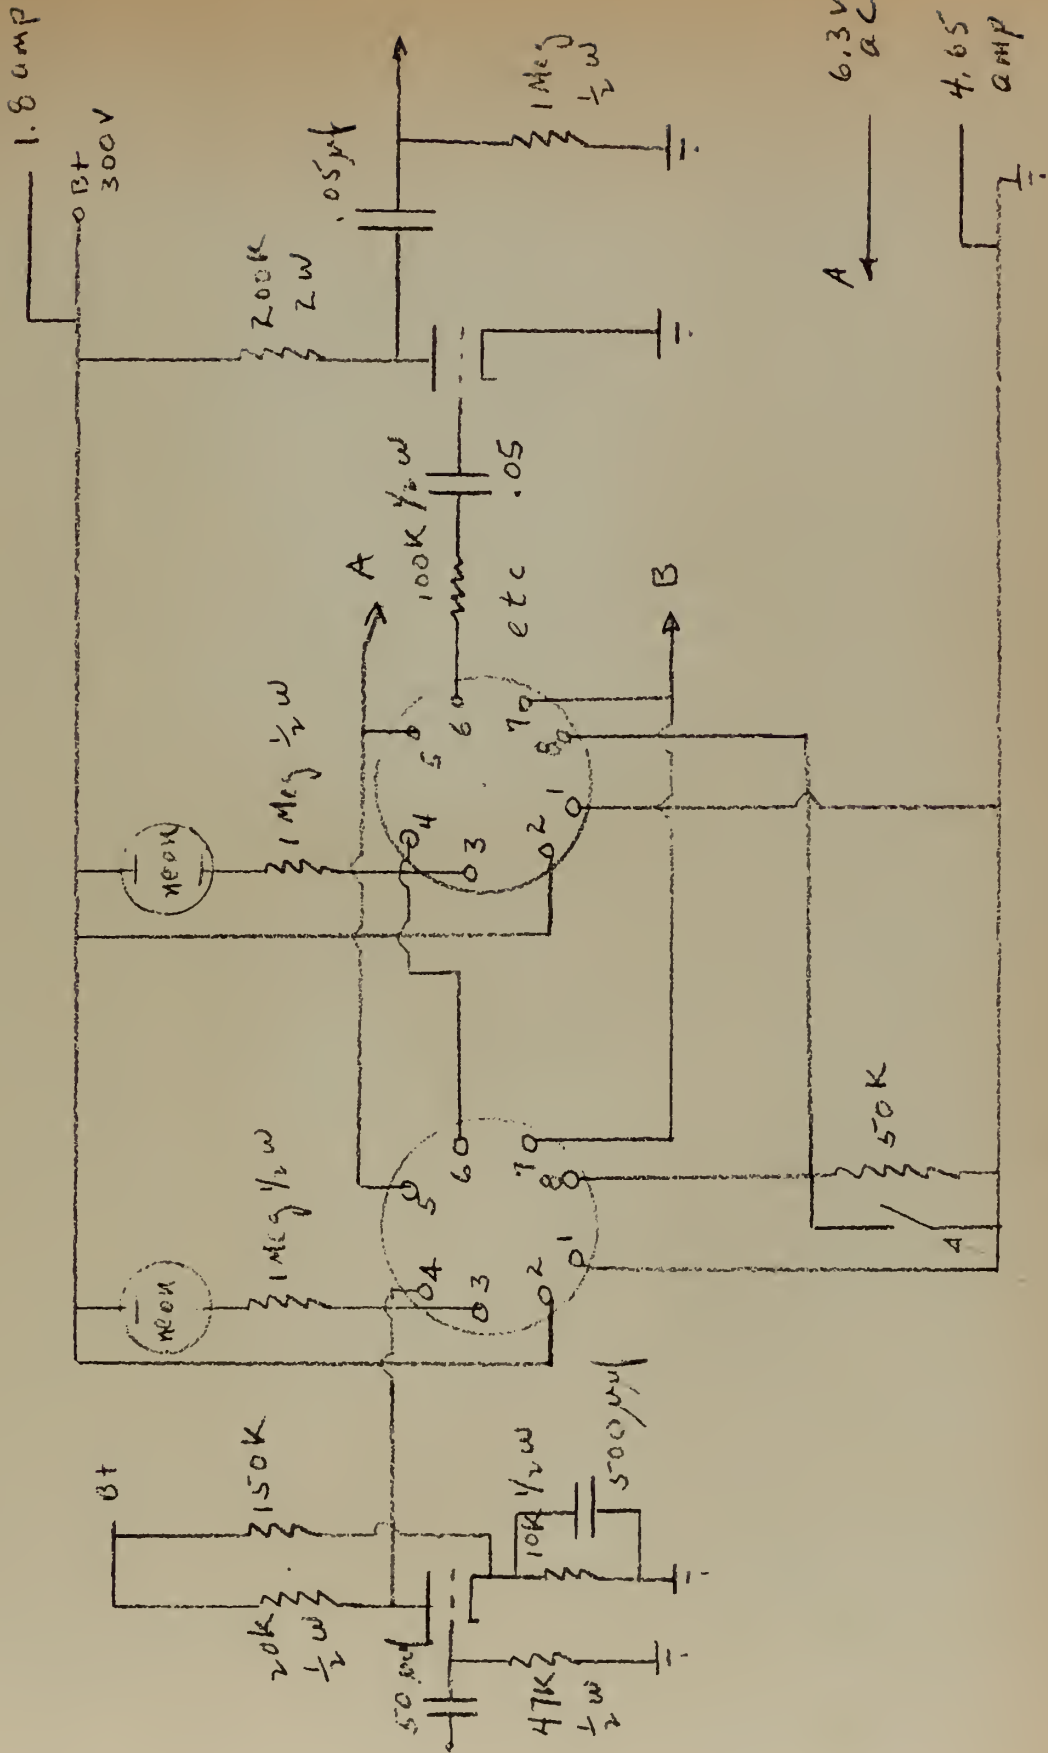 1.8 amp
B+
300V
200K
2W
.05µf
1 Meg
½ W
100K ½ W
.05
etc
A
B
neon
1 Meg ½ W
5
6
7
8
1
2
3
4
neon
1 Meg ½ W
5
6
7
8
1
2
3
4
B+
150K
20K
½ W
50 µµf
47K
½ W
10K ½ W
500µµf
50K
4
A
6.3V
ac
4.65
amp